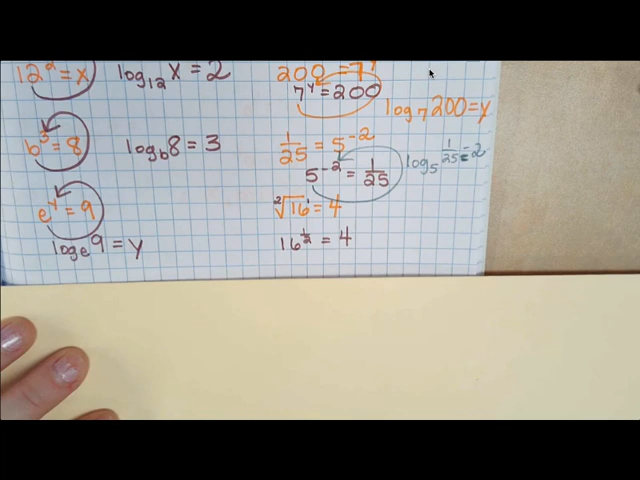 12² = x
log₁₂ x = 2
200 = 7ʸ
7ʸ = 200
log₇ 200 = y
b³ = 8
log_b 8 = 3
1/25 = 5⁻²
5⁻² = 1/25
log₅ 1/25 = -2
eʸ = 9
logₑ 9 = y
²√16¹ = 4
16^(1/2) = 4